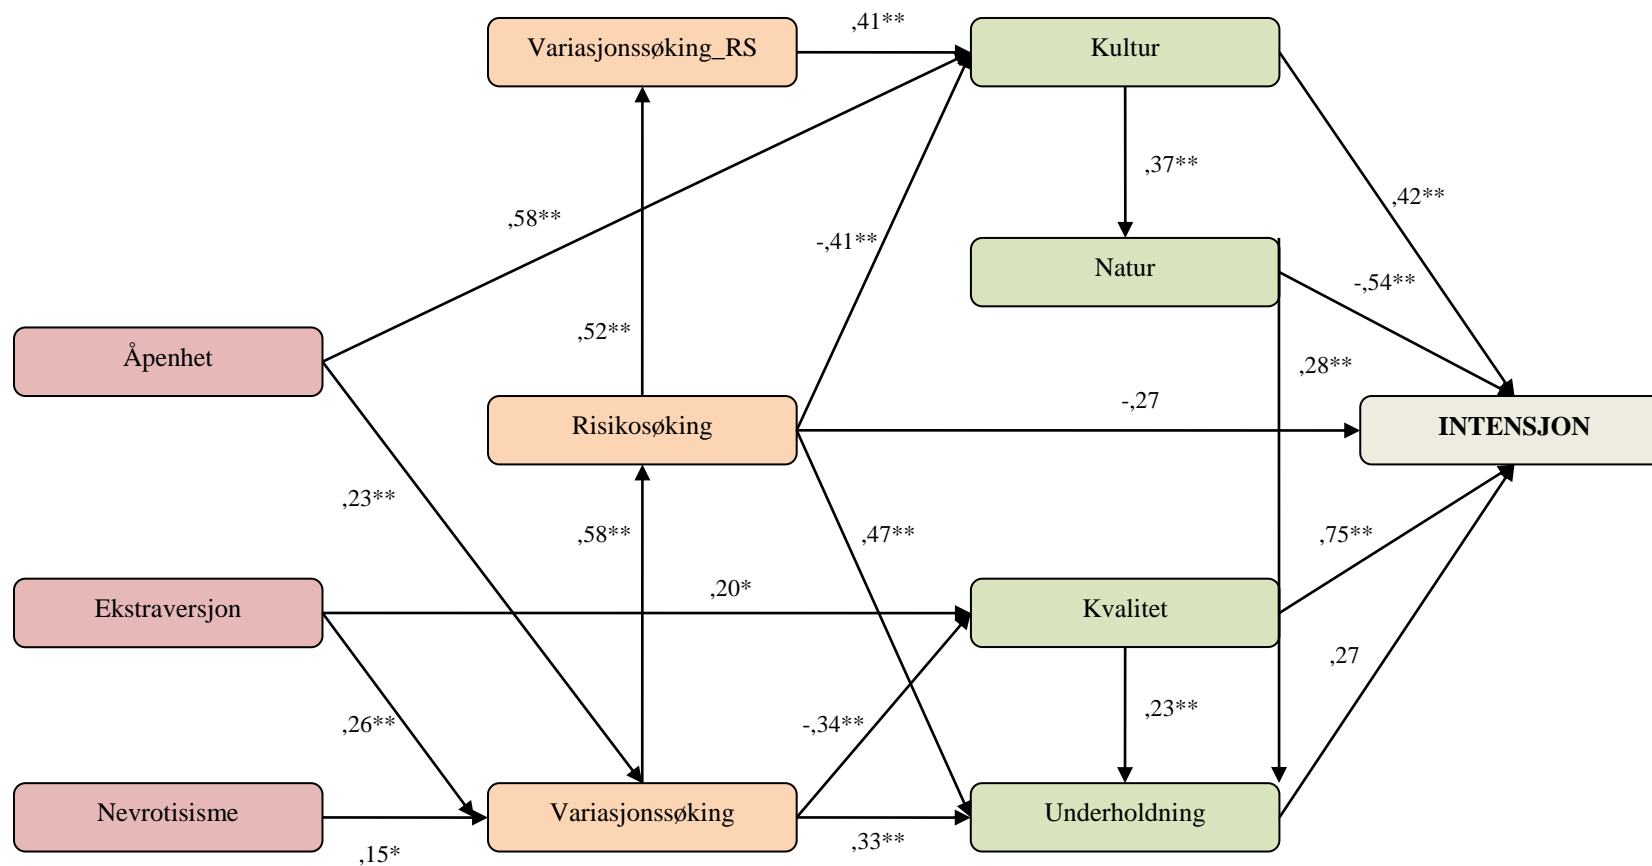 Variasjonssøking_RS
,41**
Kultur
,58**
-,41**
,37**
,42**
Natur
-,54**
Åpenhet
,52**
,28**
Risikosøking
-,27
INTENSJON
,23**
,58**
,47**
,75**
Ekstraversjon
,20*
Kvalitet
,27
,26**
-,34**
,23**
Nevrotisisme
,15*
Variasjonssøking
,33**
Underholdning